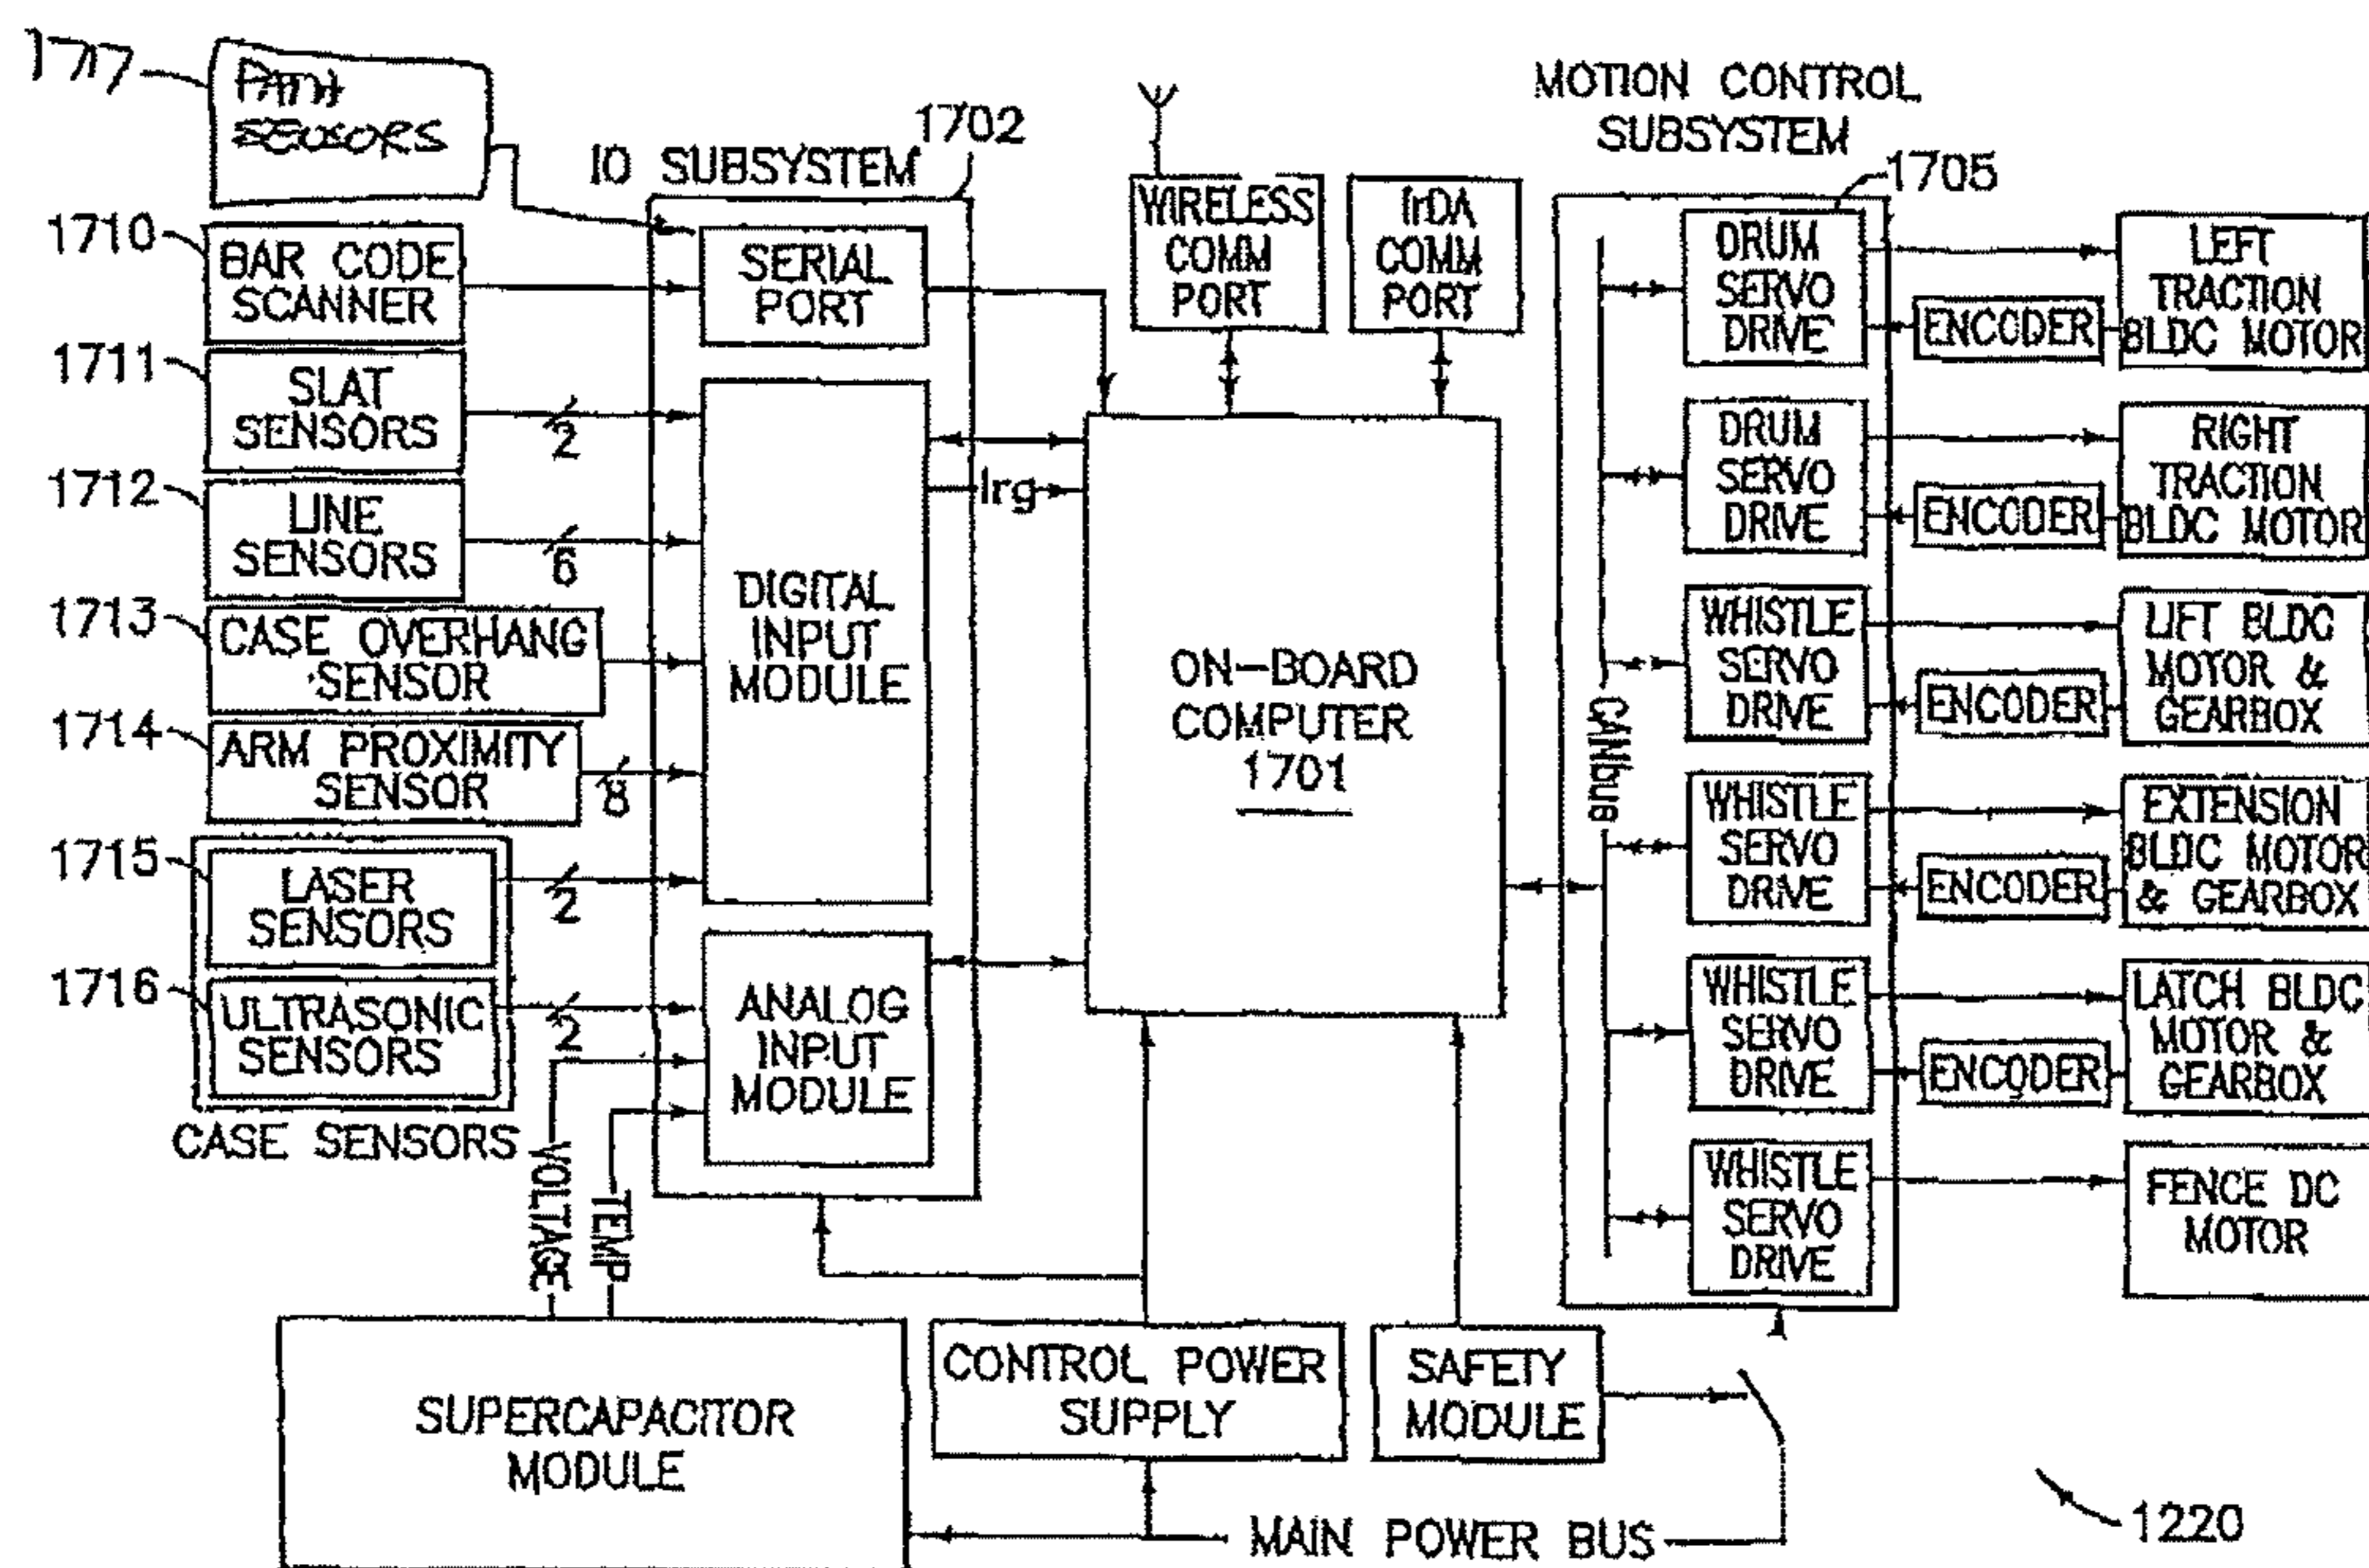 1717
PATH
SENSORS
1710
BAR CODE
SCANNER
1711
SLAT
SENSORS
2
1712
LINE
SENSORS
6
1713
CASE OVERHANG
SENSOR
1714
ARM PROXIMITY
SENSOR
8
1715
LASER
SENSORS
2
1716
ULTRASONIC
SENSORS
2
CASE SENSORS
VOLTAGE
TEMP
IO SUBSYSTEM
1702
SERIAL
PORT
DIGITAL
INPUT
MODULE
ANALOG
INPUT
MODULE
Irg
WIRELESS
COMM
PORT
IrDA
COMM
PORT
ON-BOARD
COMPUTER
1701
MOTION CONTROL
SUBSYSTEM
1705
CANbus
DRUM
SERVO
DRIVE
ENCODER
LEFT
TRACTION
BLDC MOTOR
DRUM
SERVO
DRIVE
ENCODER
RIGHT
TRACTION
BLDC MOTOR
WHISTLE
SERVO
DRIVE
ENCODER
LIFT BLDC
MOTOR &
GEARBOX
WHISTLE
SERVO
DRIVE
ENCODER
EXTENSION
BLDC MOTOR
& GEARBOX
WHISTLE
SERVO
DRIVE
ENCODER
LATCH BLDC
MOTOR &
GEARBOX
WHISTLE
SERVO
DRIVE
FENCE DC
MOTOR
SUPERCAPACITOR
MODULE
CONTROL POWER
SUPPLY
SAFETY
MODULE
MAIN POWER BUS
1220